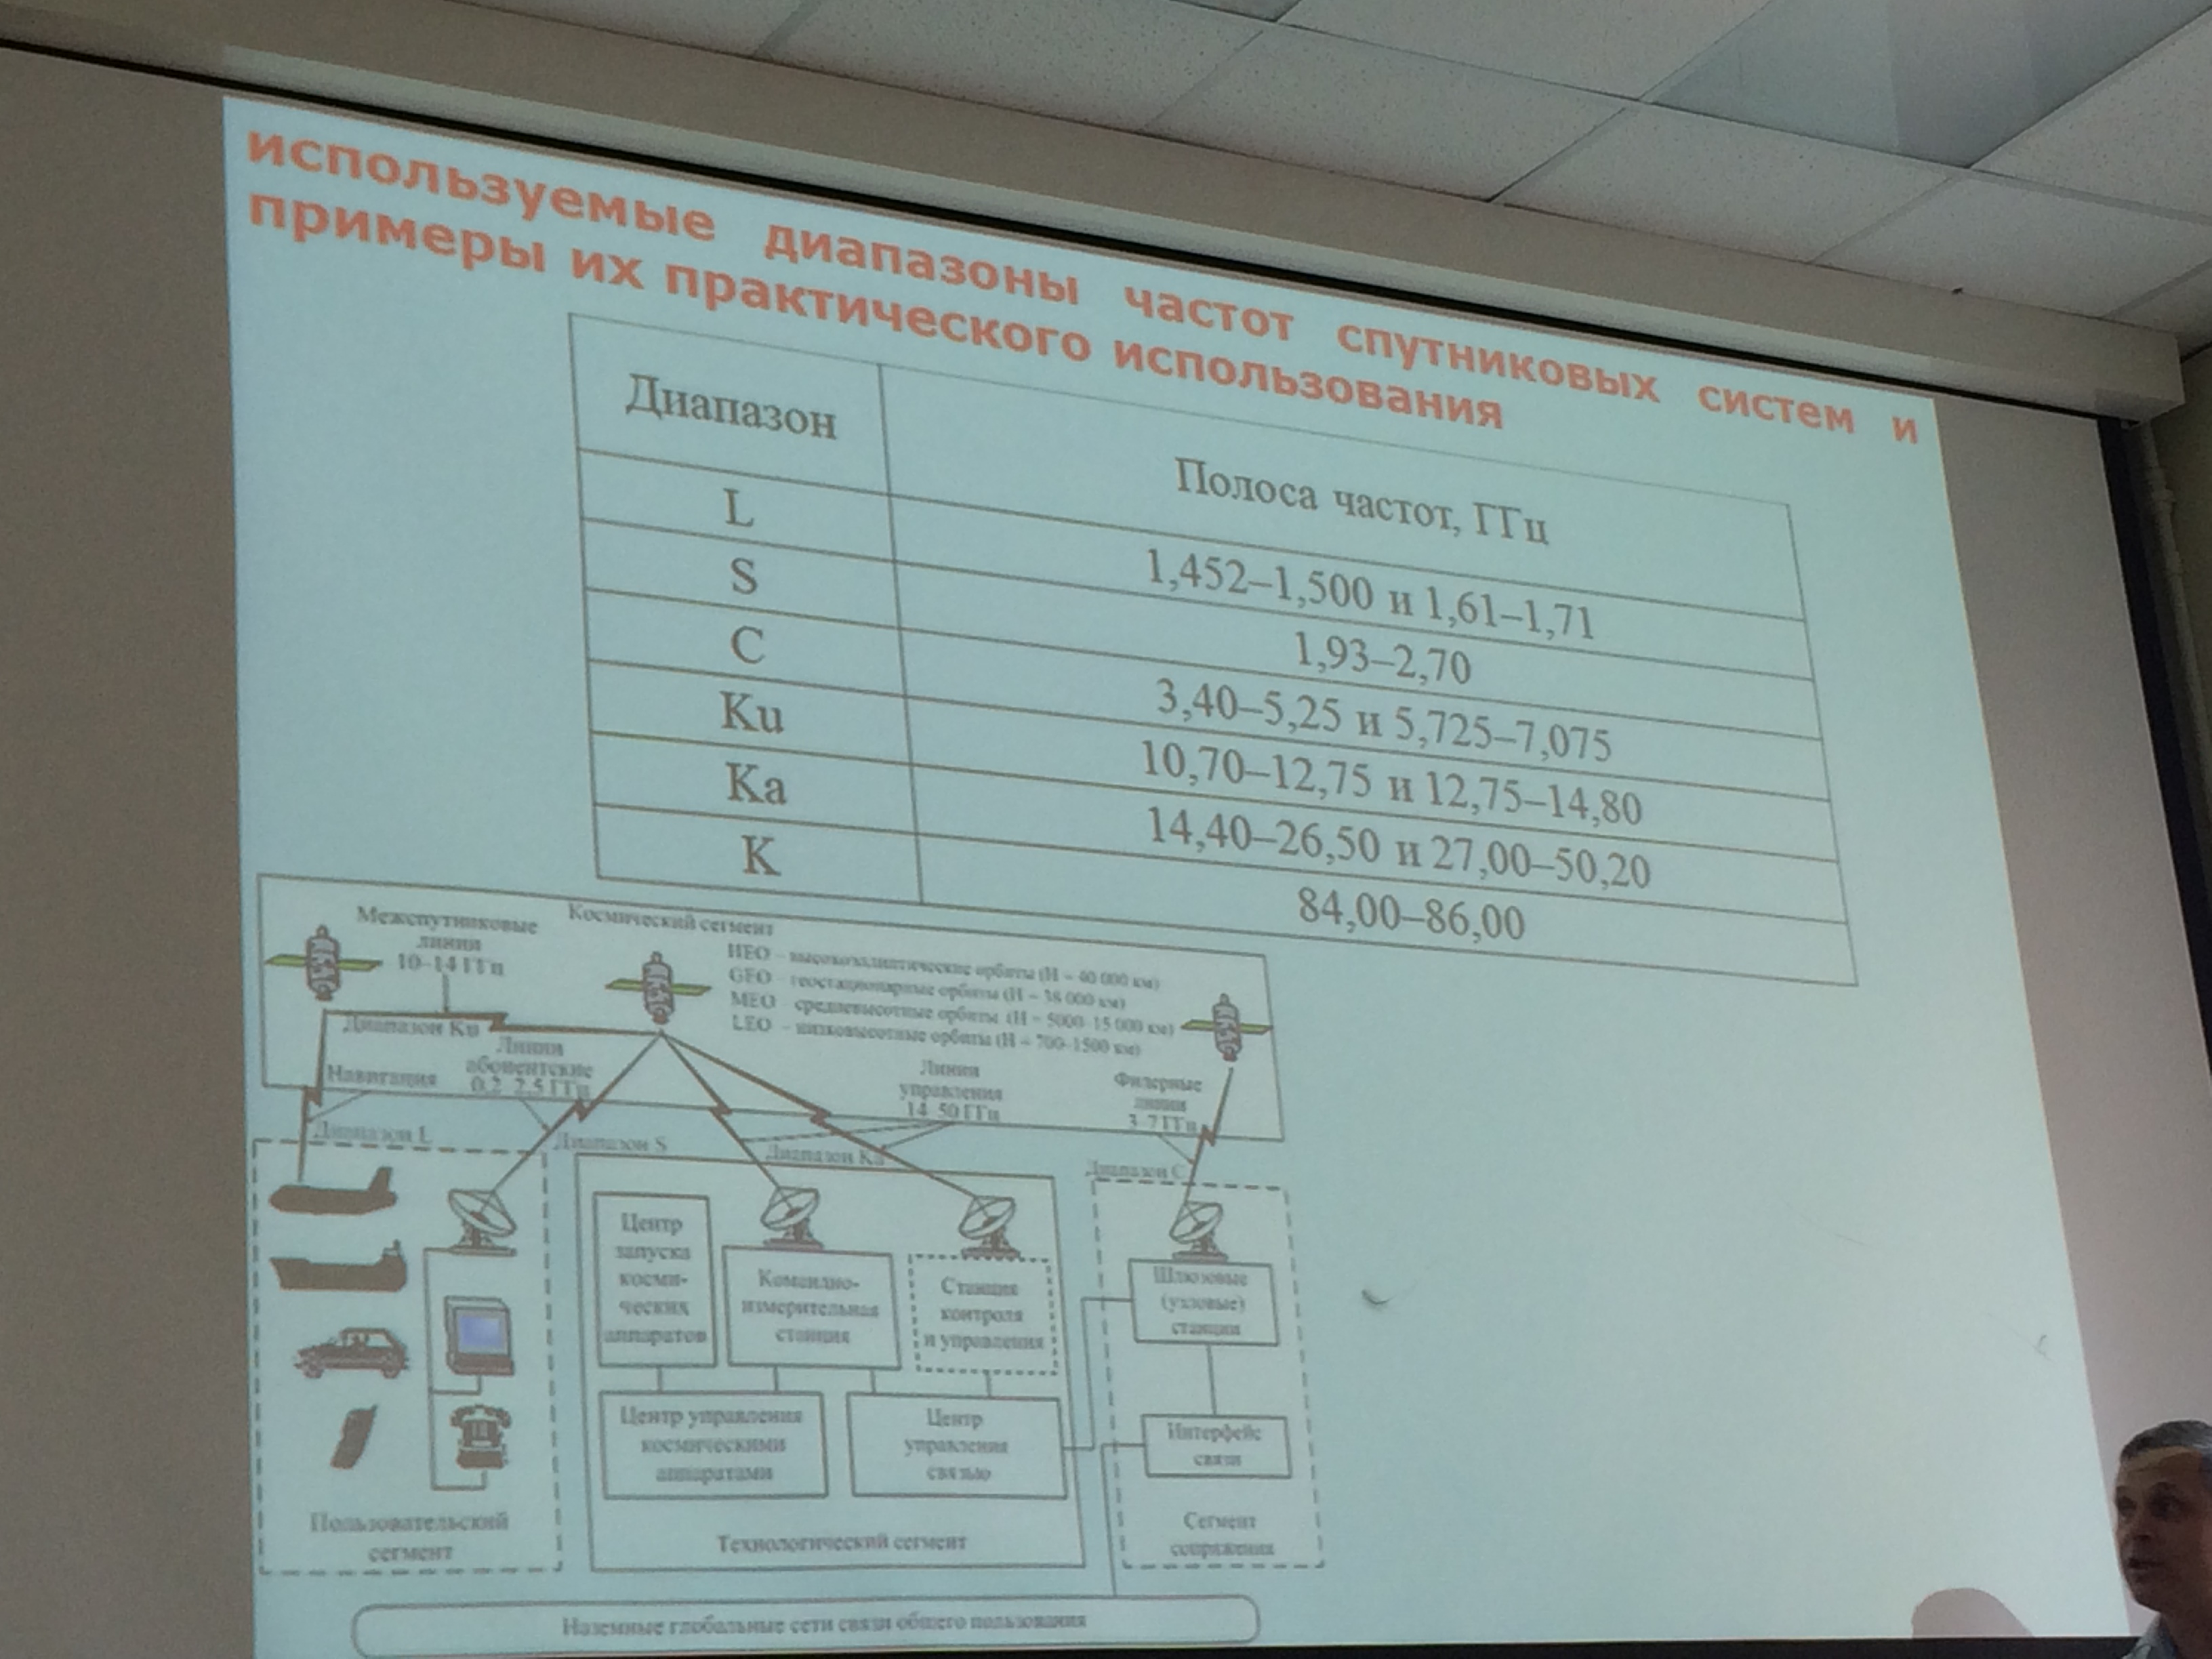 используемые диапазоны частот спутниковых систем и
примеры их практического использования
Диапазон Полоса частот, ГГц
L 1,452–1,500 и 1,61–1,71
S 1,93–2,70
C 3,40–5,25 и 5,725–7,075
Ku 10,70–12,75 и 12,75–14,80
Ka 14,40–26,50 и 27,00–50,20
K 84,00–86,00
Межспутниковые
линии
10–14 ГГц
Космический сегмент
HEO – высокоэллиптические орбиты (H ~ 40 000 км)
GEO – геостационарные орбиты (H ~ 000 км)
MEO – средневысотные орбиты (H ~ 5000–15 000 км)
LEO – низковысотные орбиты (H ~ 700–1500 км)
Диапазон Ku
Линии
абонентские
0,2–2,5 ГГц
Навигация
Линии
управления
14–50 ГГц
Фидерные
линии
3–7 ГГц
Диапазон L
Диапазон S
Диапазон Ka
Диапазон C
Центр
запуска
косми-
ческих
аппаратов
Командно-
измерительная
станция
Станция
контроля
и управления
Шлюзовые
(узловые)
станции
Центр управления
космическими
аппаратами
Центр
управления
связью
Интерфейс
связи
Пользовательский
сегмент
Технологический сегмент
Сегмент
сопряжения
Наземные глобальные сети связи общего пользования